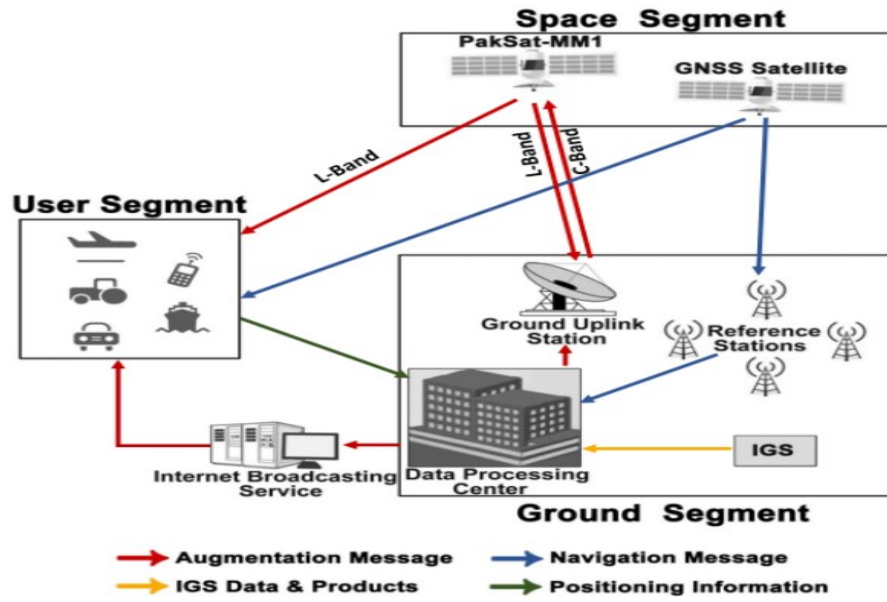 Space Segment
PakSat-MM1
GNSS Satellite
L-Band
L-Band
C-Band
User Segment
Ground Uplink
Station
Reference
Stations
IGS
Internet Broadcasting
Service
Data Processing
Center
Ground Segment
Augmentation Message
Navigation Message
IGS Data & Products
Positioning Information